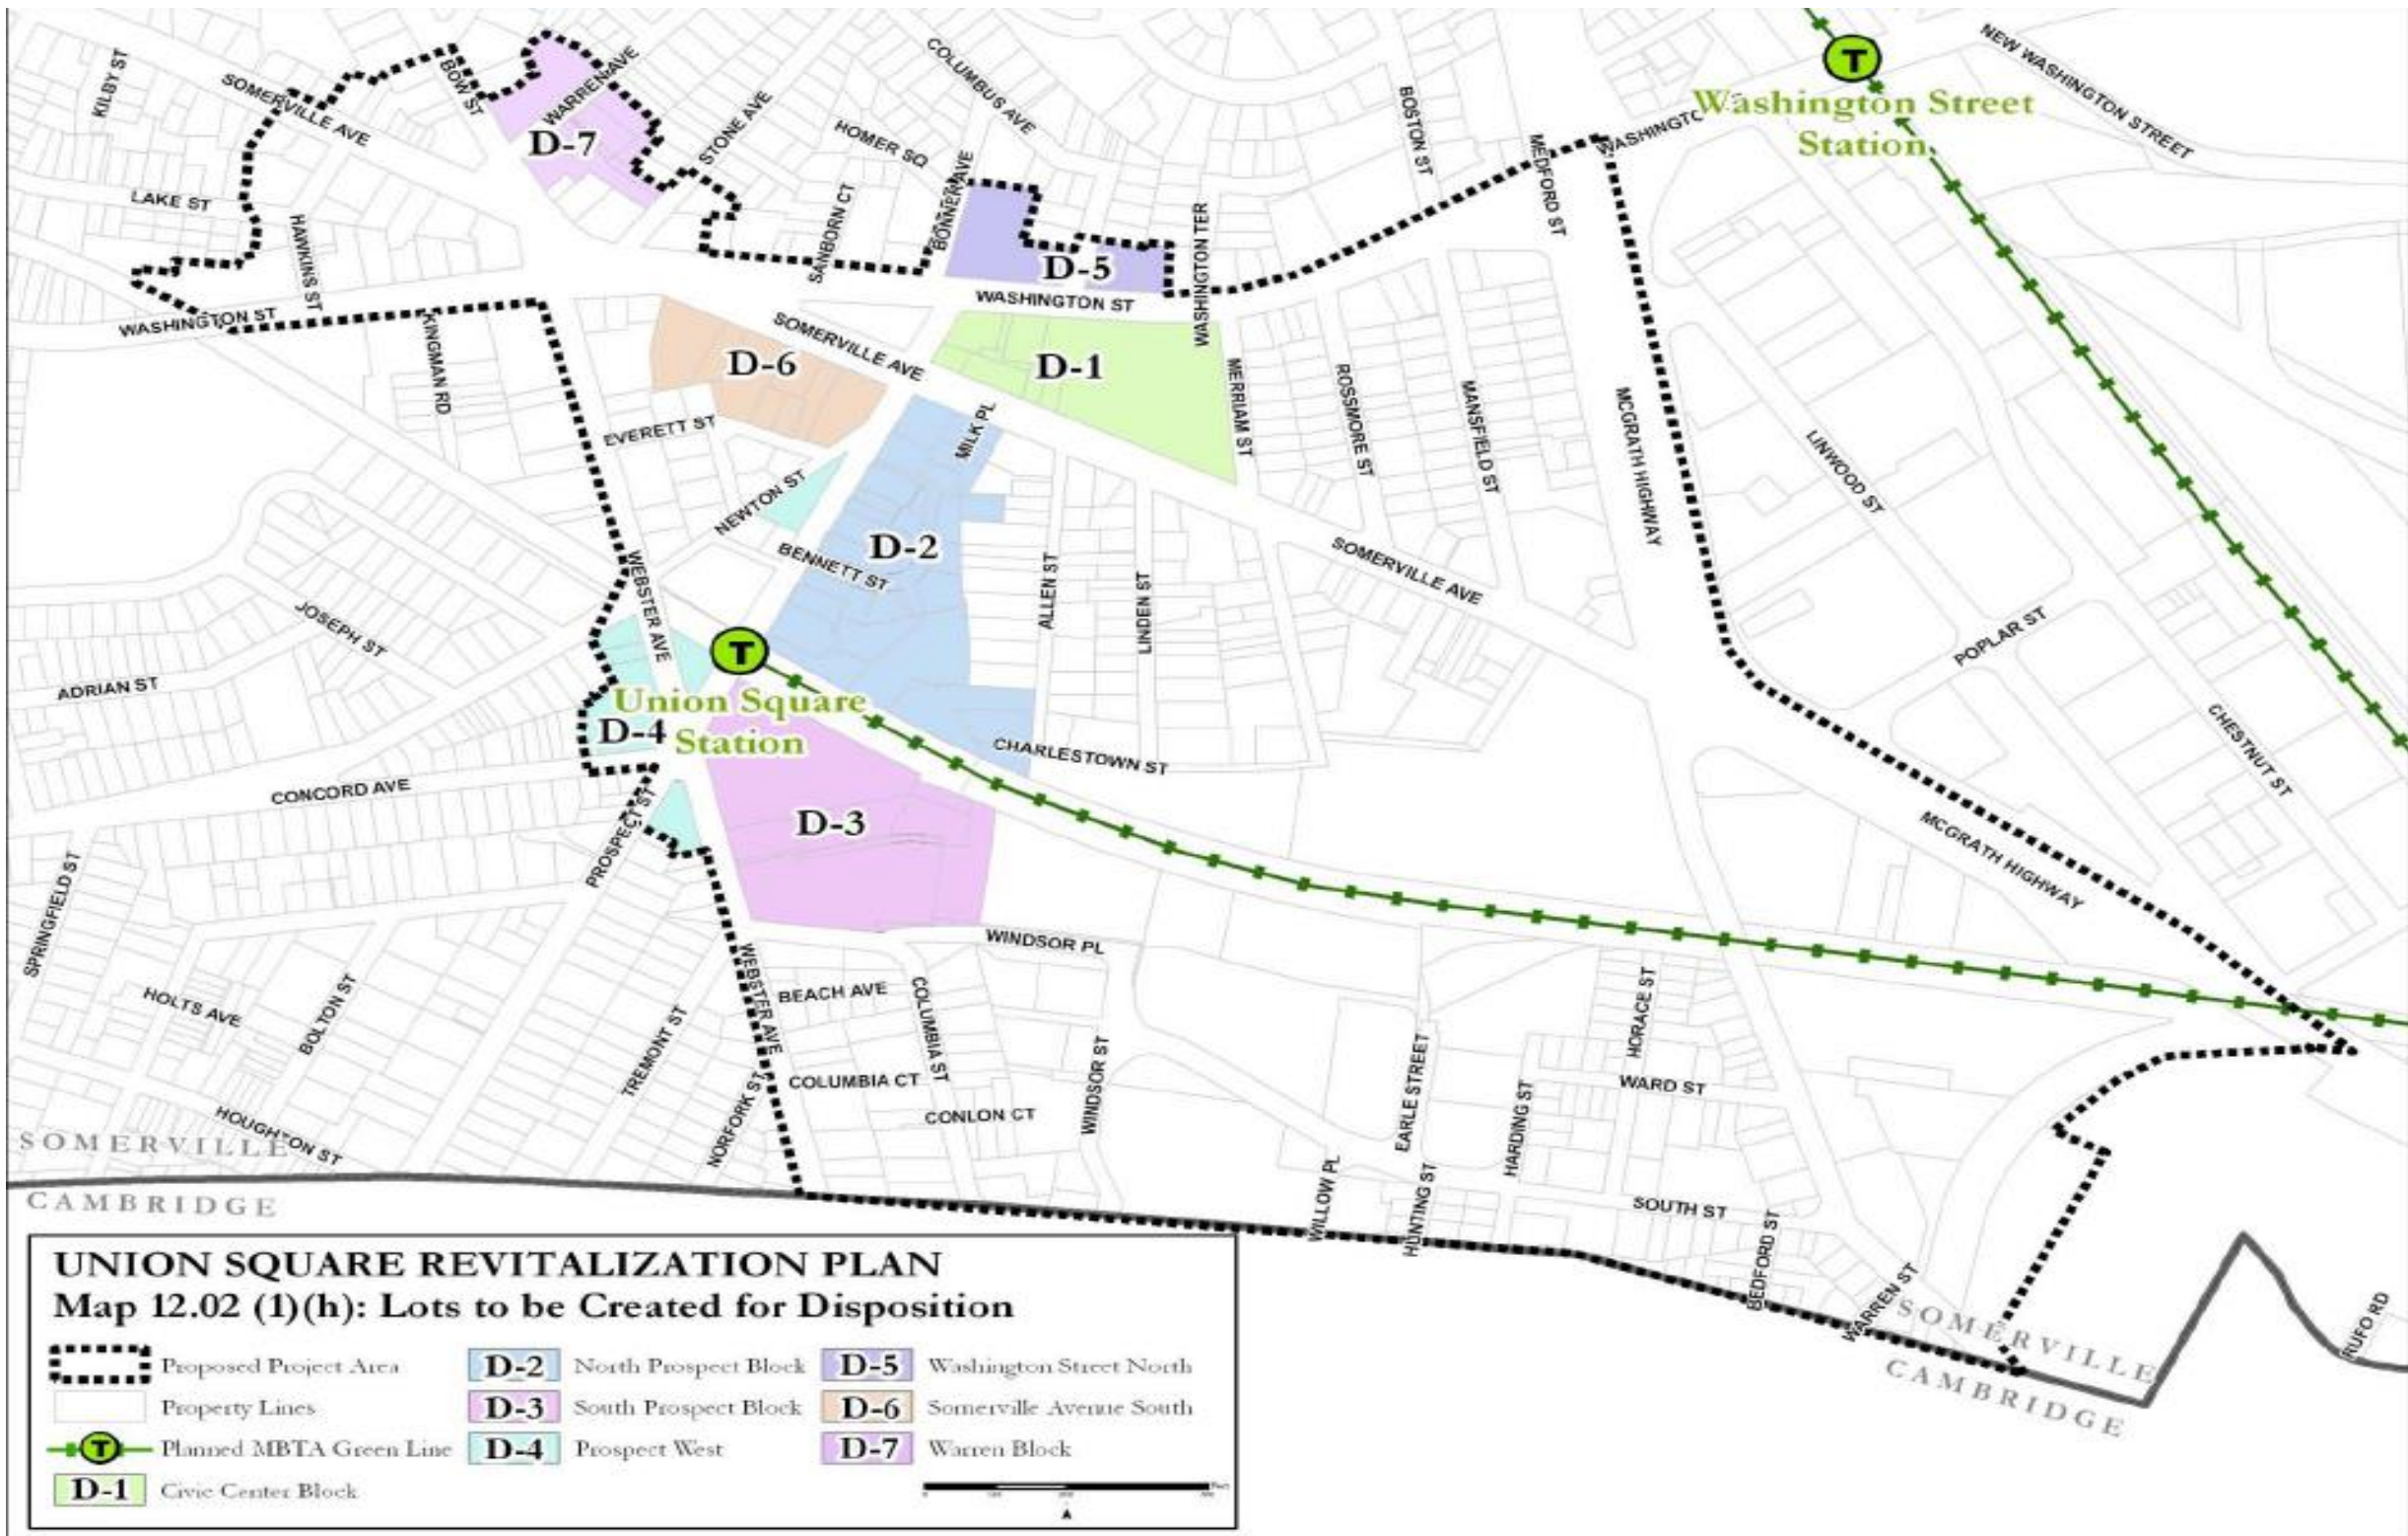 KILBY ST
SOMERVILLE AVE
BOW ST
WARREN AVE
D-7
STONE AVE
COLUMBUS AVE
HOMER SQ
SANBORN CT
BONNER AVE
BOSTON ST
MEDFORD ST
WASHINGTO
Washington Street
Station
NEW WASHINGTON STREET
LAKE ST
HAWKINS ST
WASHINGTON ST
KINGMAN RD
D-5
WASHINGTON ST
WASHINGTON TER
D-6
SOMERVILLE AVE
D-1
MERRIAM ST
ROSSMORE ST
MANSFIELD ST
MCGRATH HIGHWAY
LINWOOD ST
EVERETT ST
MILK PL
NEWTON ST
D-2
BENNETT ST
WEBSTER AVE
ALLEN ST
LINDEN ST
SOMERVILLE AVE
POPLAR ST
CHESTNUT ST
JOSEPH ST
ADRIAN ST
T
Union Square
Station
D-4
CHARLESTOWN ST
CONCORD AVE
PROSPECT ST
D-3
MCGRATH HIGHWAY
SPRINGFIELD ST
HOLTS AVE
BOLTON ST
TREMONT ST
NORFORK ST
WEBSTER AVE
WINDSOR PL
BEACH AVE
COLUMBIA ST
COLUMBIA CT
CONLON CT
WINDSOR ST
EARLE STREET
HORACE ST
WARD ST
HARDING ST
HOUGHTON ST
SOMERVILLE
CAMBRIDGE
WILLOW PL
HUNTING ST
SOUTH ST
BEDFORD ST
WARREN ST
SOMERVILLE
CAMBRIDGE
RUFO RD
T
UNION SQUARE REVITALIZATION PLAN
Map 12.02 (1)(h): Lots to be Created for Disposition
Proposed Project Area
Property Lines
T Planned MBTA Green Line
D-1 Civic Center Block
D-2 North Prospect Block
D-3 South Prospect Block
D-4 Prospect West
D-5 Washington Street North
D-6 Somerville Avenue South
D-7 Warren Block